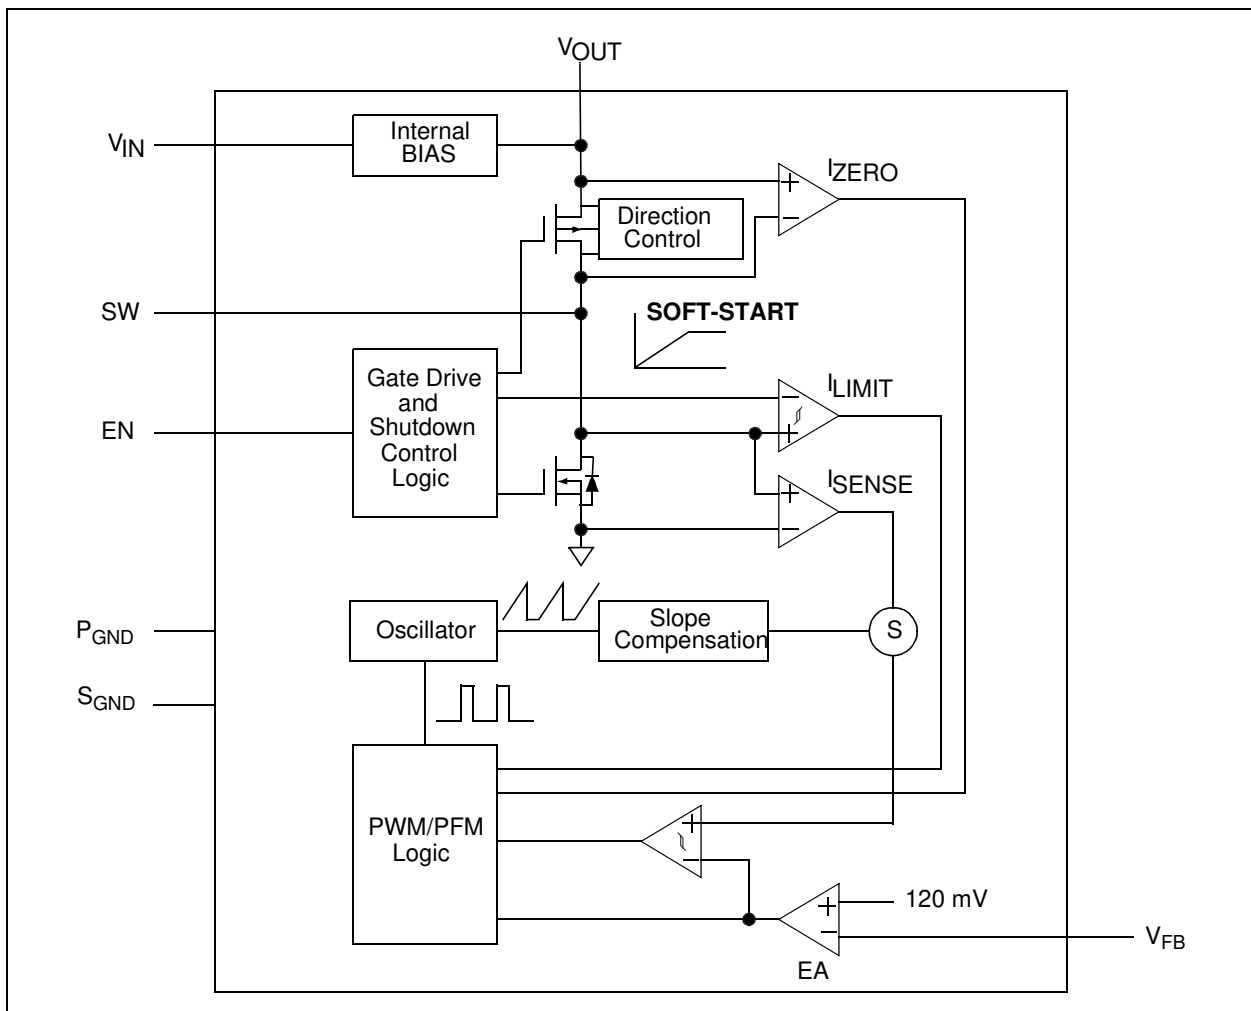 VOUT
VIN
Internal
BIAS
IZERO
+
−
Direction
Control
SW
SOFT-START
Gate Drive
and
Shutdown
Control
Logic
EN
ILIMIT
−
+
ISENSE
+
−
PGND
SGND
Oscillator
Slope
Compensation
S
PWM/PFM
Logic
+
−
+
−
120 mV
EA
VFB